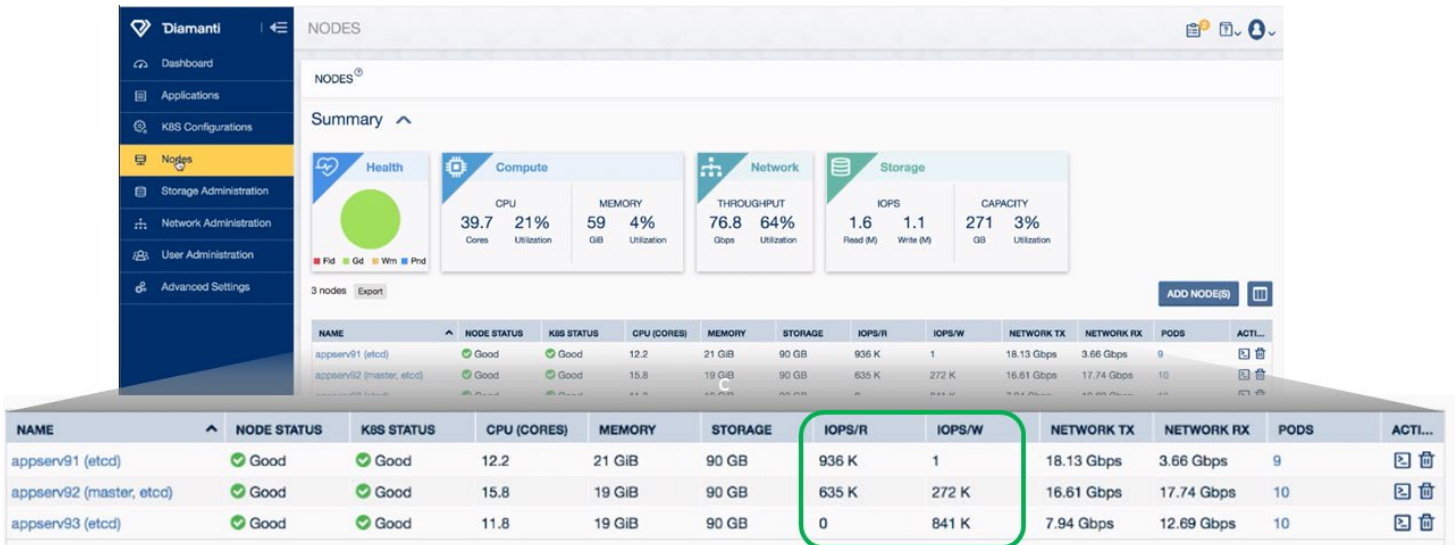 Diamanti
NODES
2
Dashboard
Applications
K8S Configurations
Nodes
Storage Administration
Network Administration
User Administration
Advanced Settings
NODES
Summary
Health
Fld Gd Wrn Pnd
Compute
CPU MEMORY
39.7 21% 59 4%
Cores Utilization GiB Utilization
Network
THROUGHPUT
76.8 64%
Gbps Utilization
Storage
IOPS CAPACITY
1.6 1.1 271 3%
Read (M) Write (M) GB Utilization
3 nodes Export
ADD NODE(S)
NAME NODE STATUS K8S STATUS CPU (CORES) MEMORY STORAGE IOPS/R IOPS/W NETWORK TX NETWORK RX PODS ACTI...
appserv91 (etcd) Good Good 12.2 21 GiB 90 GB 936 K 1 18.13 Gbps 3.66 Gbps 9
appserv92 (master, etcd) Good Good 15.8 19 GiB 90 GB 635 K 272 K 16.61 Gbps 17.74 Gbps 10
C
NAME NODE STATUS K8S STATUS CPU (CORES) MEMORY STORAGE IOPS/R IOPS/W NETWORK TX NETWORK RX PODS ACTI...
appserv91 (etcd) Good Good 12.2 21 GiB 90 GB 936 K 1 18.13 Gbps 3.66 Gbps 9
appserv92 (master, etcd) Good Good 15.8 19 GiB 90 GB 635 K 272 K 16.61 Gbps 17.74 Gbps 10
appserv93 (etcd) Good Good 11.8 19 GiB 90 GB 0 841 K 7.94 Gbps 12.69 Gbps 10